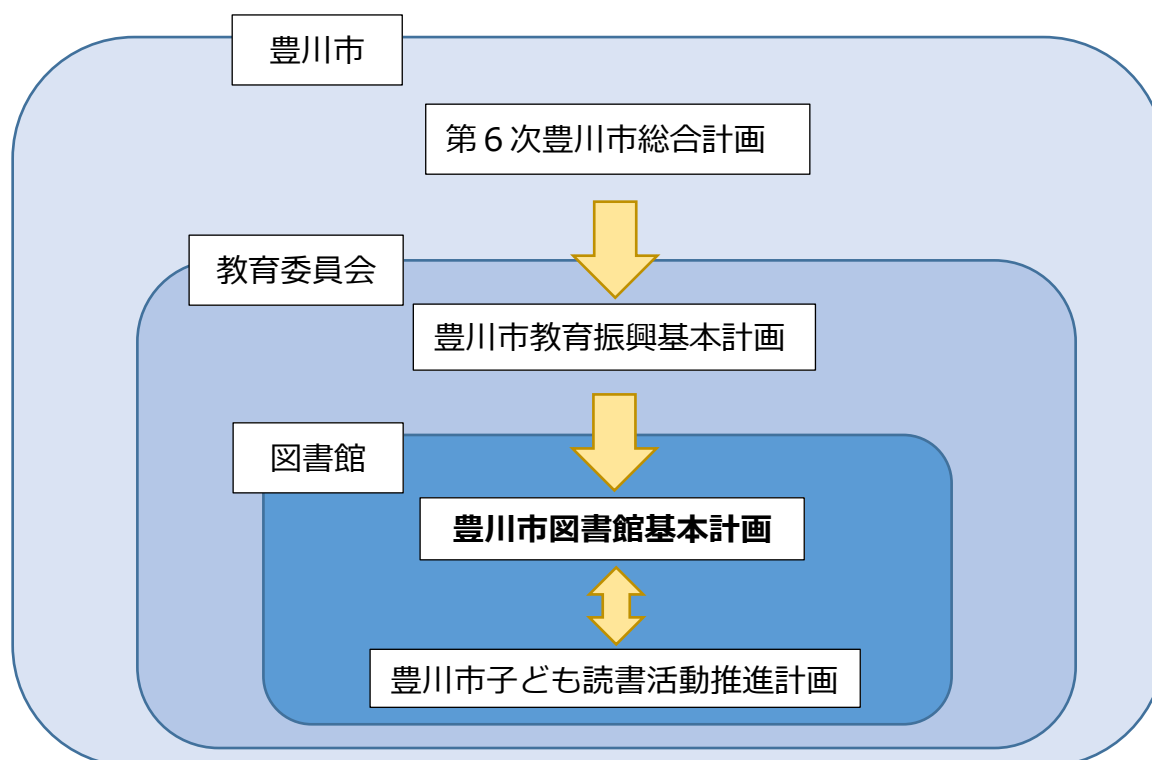 豊川市
第６次豊川市総合計画
教育委員会
豊川市教育振興基本計画
図書館
豊川市図書館基本計画
豊川市子ども読書活動推進計画